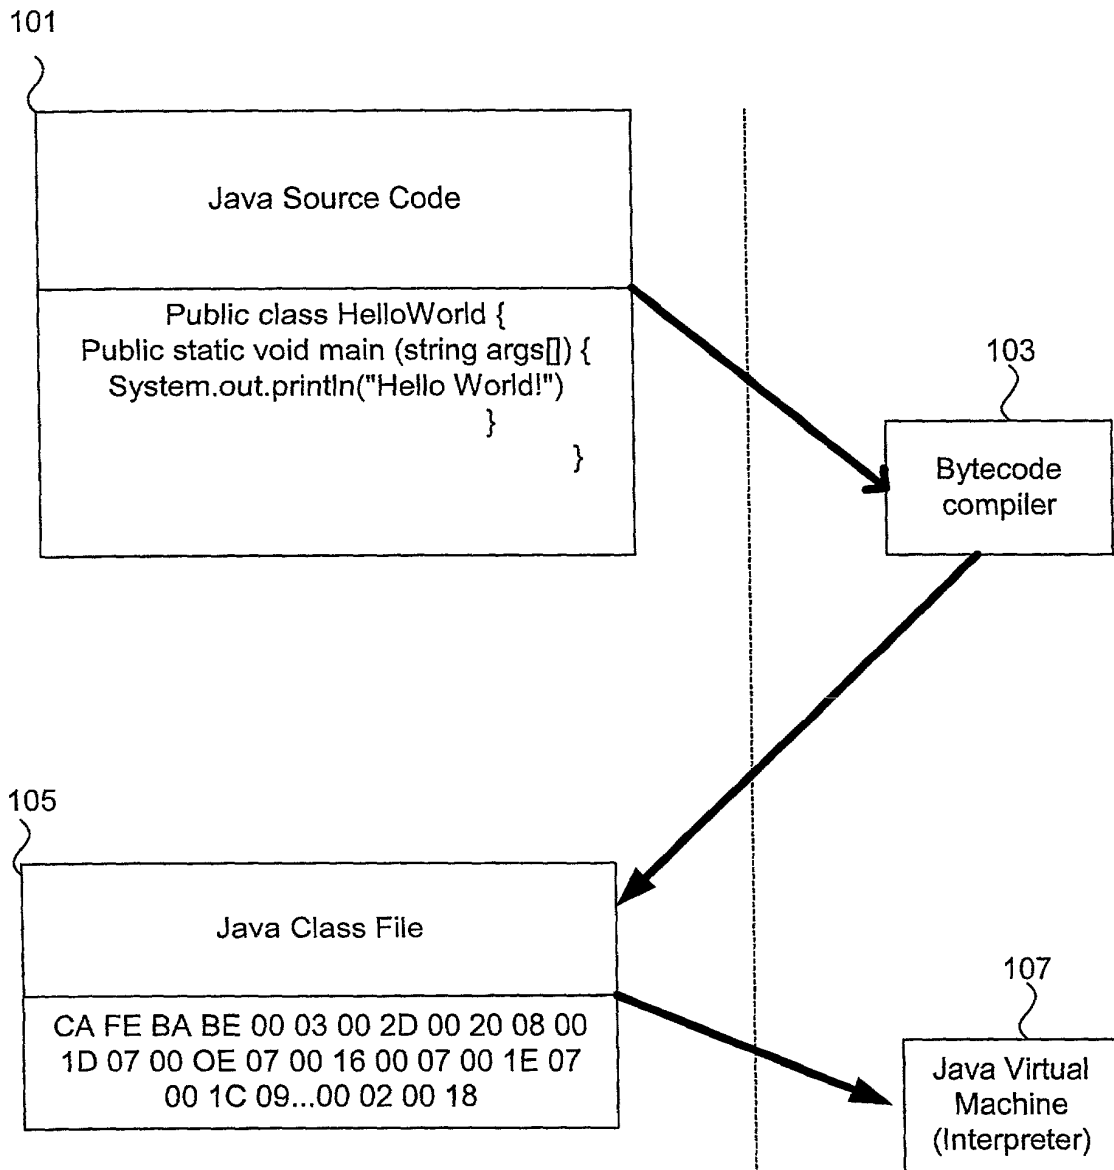 101
Java Source Code
Public class HelloWorld {
Public static void main (string args[]) {
System.out.println("Hello World!")
}
}
103
Bytecode
compiler
105
Java Class File
CA FE BA BE 00 03 00 2D 00 20 08 00
1D 07 00 OE 07 00 16 00 07 00 1E 07
00 1C 09...00 02 00 18
107
Java Virtual
Machine
(Interpreter)